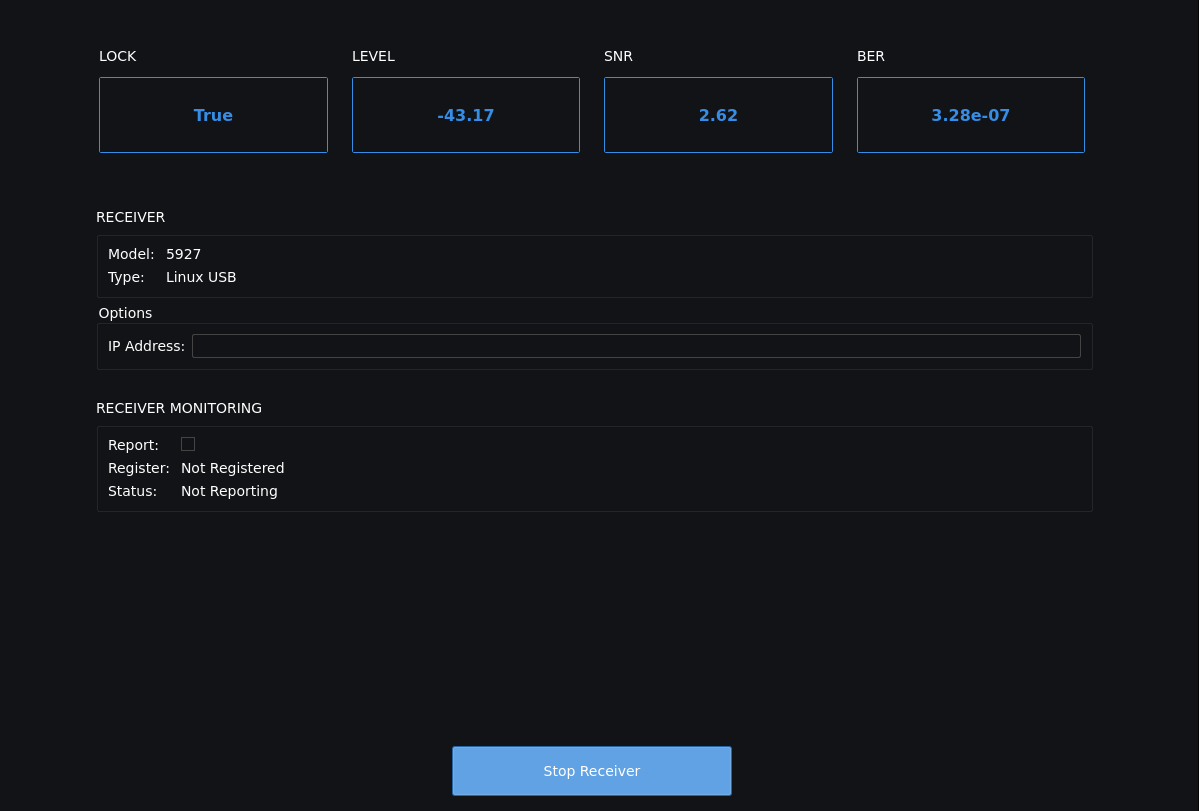 LOCK LEVEL SNR BER
True -43.17 2.62 3.28e-07
RECEIVER
Model: 5927
Type: Linux USB
Options
IP Address:
RECEIVER MONITORING
Report:
Register: Not Registered
Status: Not Reporting
Stop Receiver